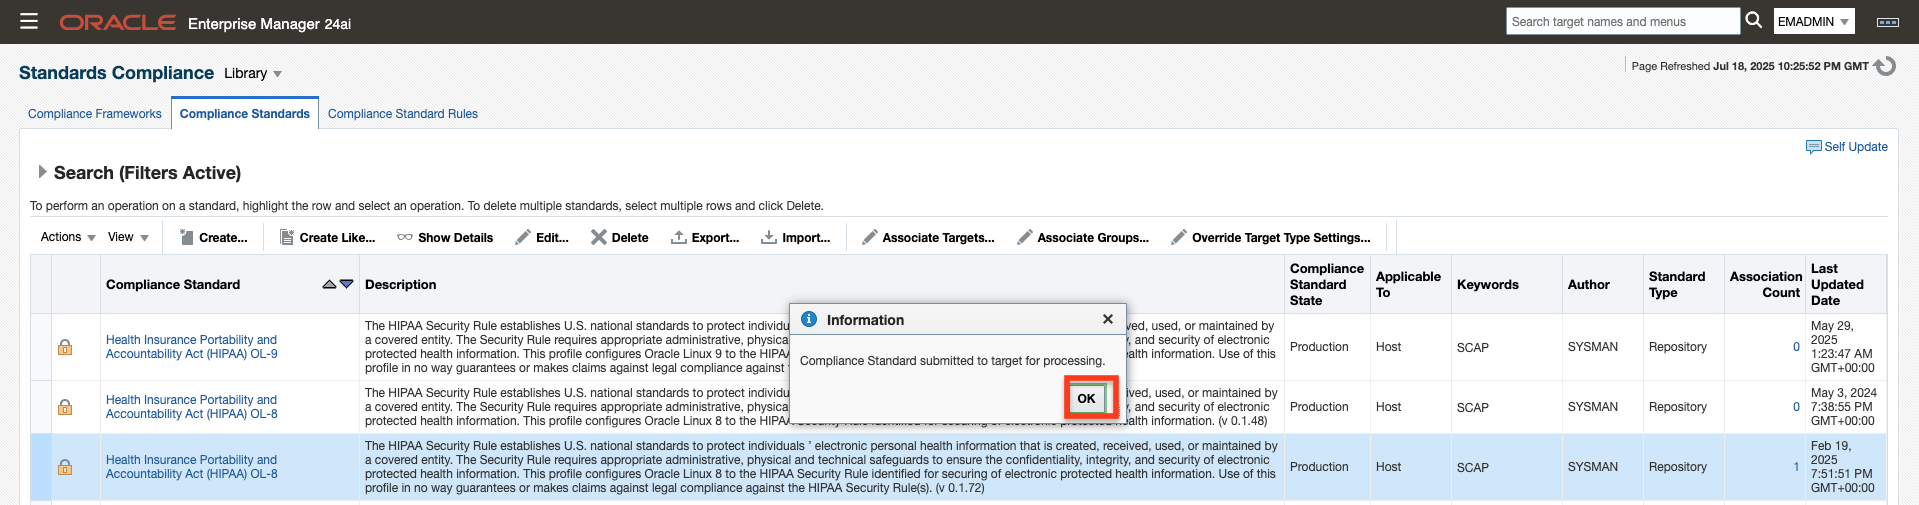 ORACLE Enterprise Manager 24ai
Search target names and menus
EMADMIN
Standards Compliance Library
Page Refreshed Jul 18, 2025 10:25:52 PM GMT
Compliance Frameworks
Compliance Standards
Compliance Standard Rules
Self Update
Search (Filters Active)
To perform an operation on a standard, highlight the row and select an operation. To delete multiple standards, select multiple rows and click Delete.
Actions View Create... Create Like... Show Details Edit... Delete Export... Import... Associate Targets... Associate Groups... Override Target Type Settings...
Compliance Standard
Description
Compliance
Standard
State
Applicable
To
Keywords
Author
Standard
Type
Association
Count
Last
Updated
Date
Health Insurance Portability and
Accountability Act (HIPAA) OL-9
The HIPAA Security Rule establishes U.S. national standards to protect individu
ved, used, or maintained by
a covered entity. The Security Rule requires appropriate administrative, physica
, and security of electronic
protected health information. This profile configures Oracle Linux 9 to the HIPA
alth information. Use of this
profile in no way guarantees or makes claims against legal compliance against
Production
Host
SCAP
SYSMAN
Repository
0
May 29,
2025
1:23:47 AM
GMT+00:00
Health Insurance Portability and
Accountability Act (HIPAA) OL-8
The HIPAA Security Rule establishes U.S. national standards to protect individu
ved, used, or maintained by
a covered entity. The Security Rule requires appropriate administrative, physica
, and security of electronic
protected health information. This profile configures Oracle Linux 8 to the HIPAA Security Rule identified for securing of electronic protected health information. (v 0.1.48)
Production
Host
SCAP
SYSMAN
Repository
0
May 3, 2024
7:38:55 PM
GMT+00:00
Health Insurance Portability and
Accountability Act (HIPAA) OL-8
The HIPAA Security Rule establishes U.S. national standards to protect individuals ' electronic personal health information that is created, received, used, or maintained by
a covered entity. The Security Rule requires appropriate administrative, physical and technical safeguards to ensure the confidentiality, integrity, and security of electronic
protected health information. This profile configures Oracle Linux 8 to the HIPAA Security Rule identified for securing of electronic protected health information. Use of this
profile in no way guarantees or makes claims against legal compliance against the HIPAA Security Rule(s). (v 0.1.72)
Production
Host
SCAP
SYSMAN
Repository
1
Feb 19,
2025
7:51:51 PM
GMT+00:00
Information
Compliance Standard submitted to target for processing.
OK